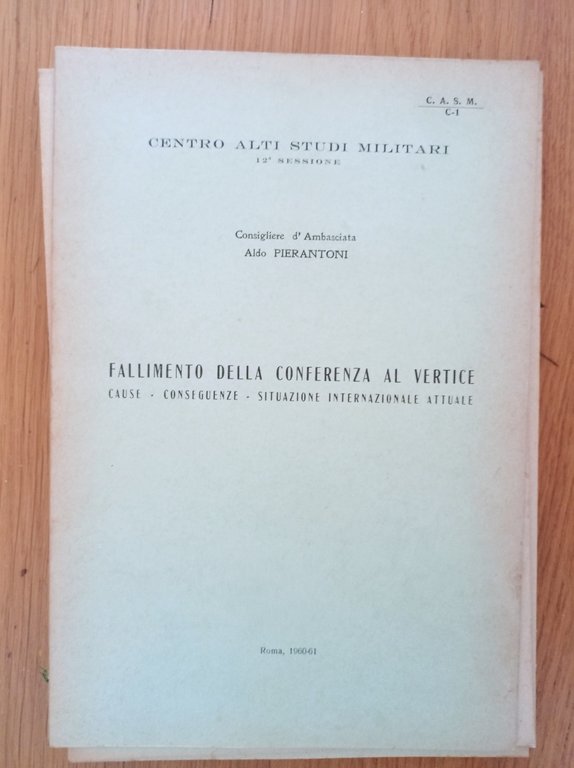 C. A. S. M.
C-1
CENTRO ALTI STUDI MILITARI
12ª SESSIONE
Consigliere d'Ambasciata
Aldo PIERANTONI
FALLIMENTO DELLA CONFERENZA AL VERTICE
CAUSE - CONSEGUENZE - SITUAZIONE INTERNAZIONALE ATTUALE
Roma, 1960-61